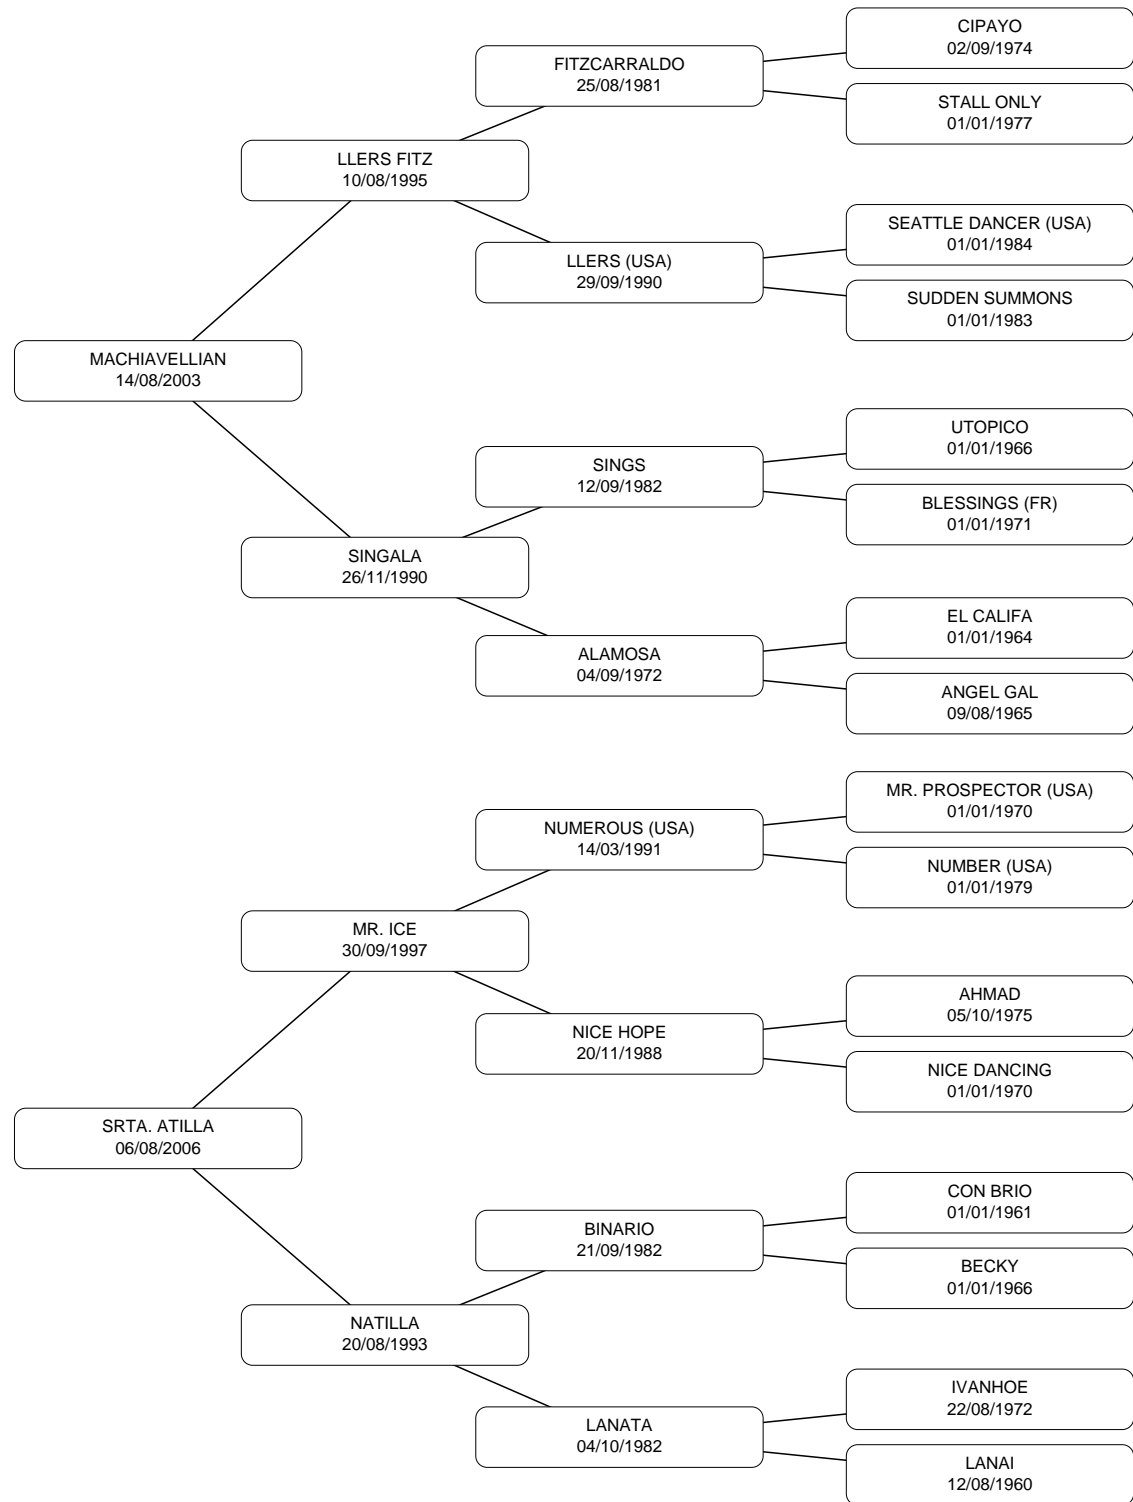 CIPAYO
02/09/1974
FITZCARRALDO
25/08/1981
STALL ONLY
01/01/1977
LLERS FITZ
10/08/1995
SEATTLE DANCER (USA)
01/01/1984
LLERS (USA)
29/09/1990
SUDDEN SUMMONS
01/01/1983
MACHIAVELLIAN
14/08/2003
UTOPICO
01/01/1966
SINGS
12/09/1982
BLESSINGS (FR)
01/01/1971
SINGALA
26/11/1990
EL CALIFA
01/01/1964
ALAMOSA
04/09/1972
ANGEL GAL
09/08/1965
MR. PROSPECTOR (USA)
01/01/1970
NUMEROUS (USA)
14/03/1991
NUMBER (USA)
01/01/1979
MR. ICE
30/09/1997
AHMAD
05/10/1975
NICE HOPE
20/11/1988
NICE DANCING
01/01/1970
SRTA. ATILLA
06/08/2006
CON BRIO
01/01/1961
BINARIO
21/09/1982
BECKY
01/01/1966
NATILLA
20/08/1993
IVANHOE
22/08/1972
LANATA
04/10/1982
LANAI
12/08/1960